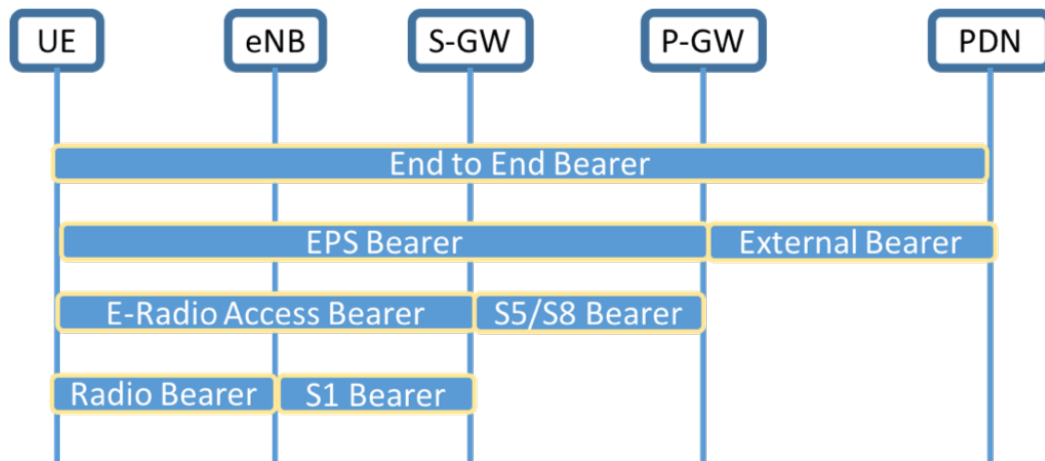 UE
eNB
S-GW
P-GW
PDN
End to End Bearer
EPS Bearer
External Bearer
E-Radio Access Bearer
S5/S8 Bearer
Radio Bearer
S1 Bearer